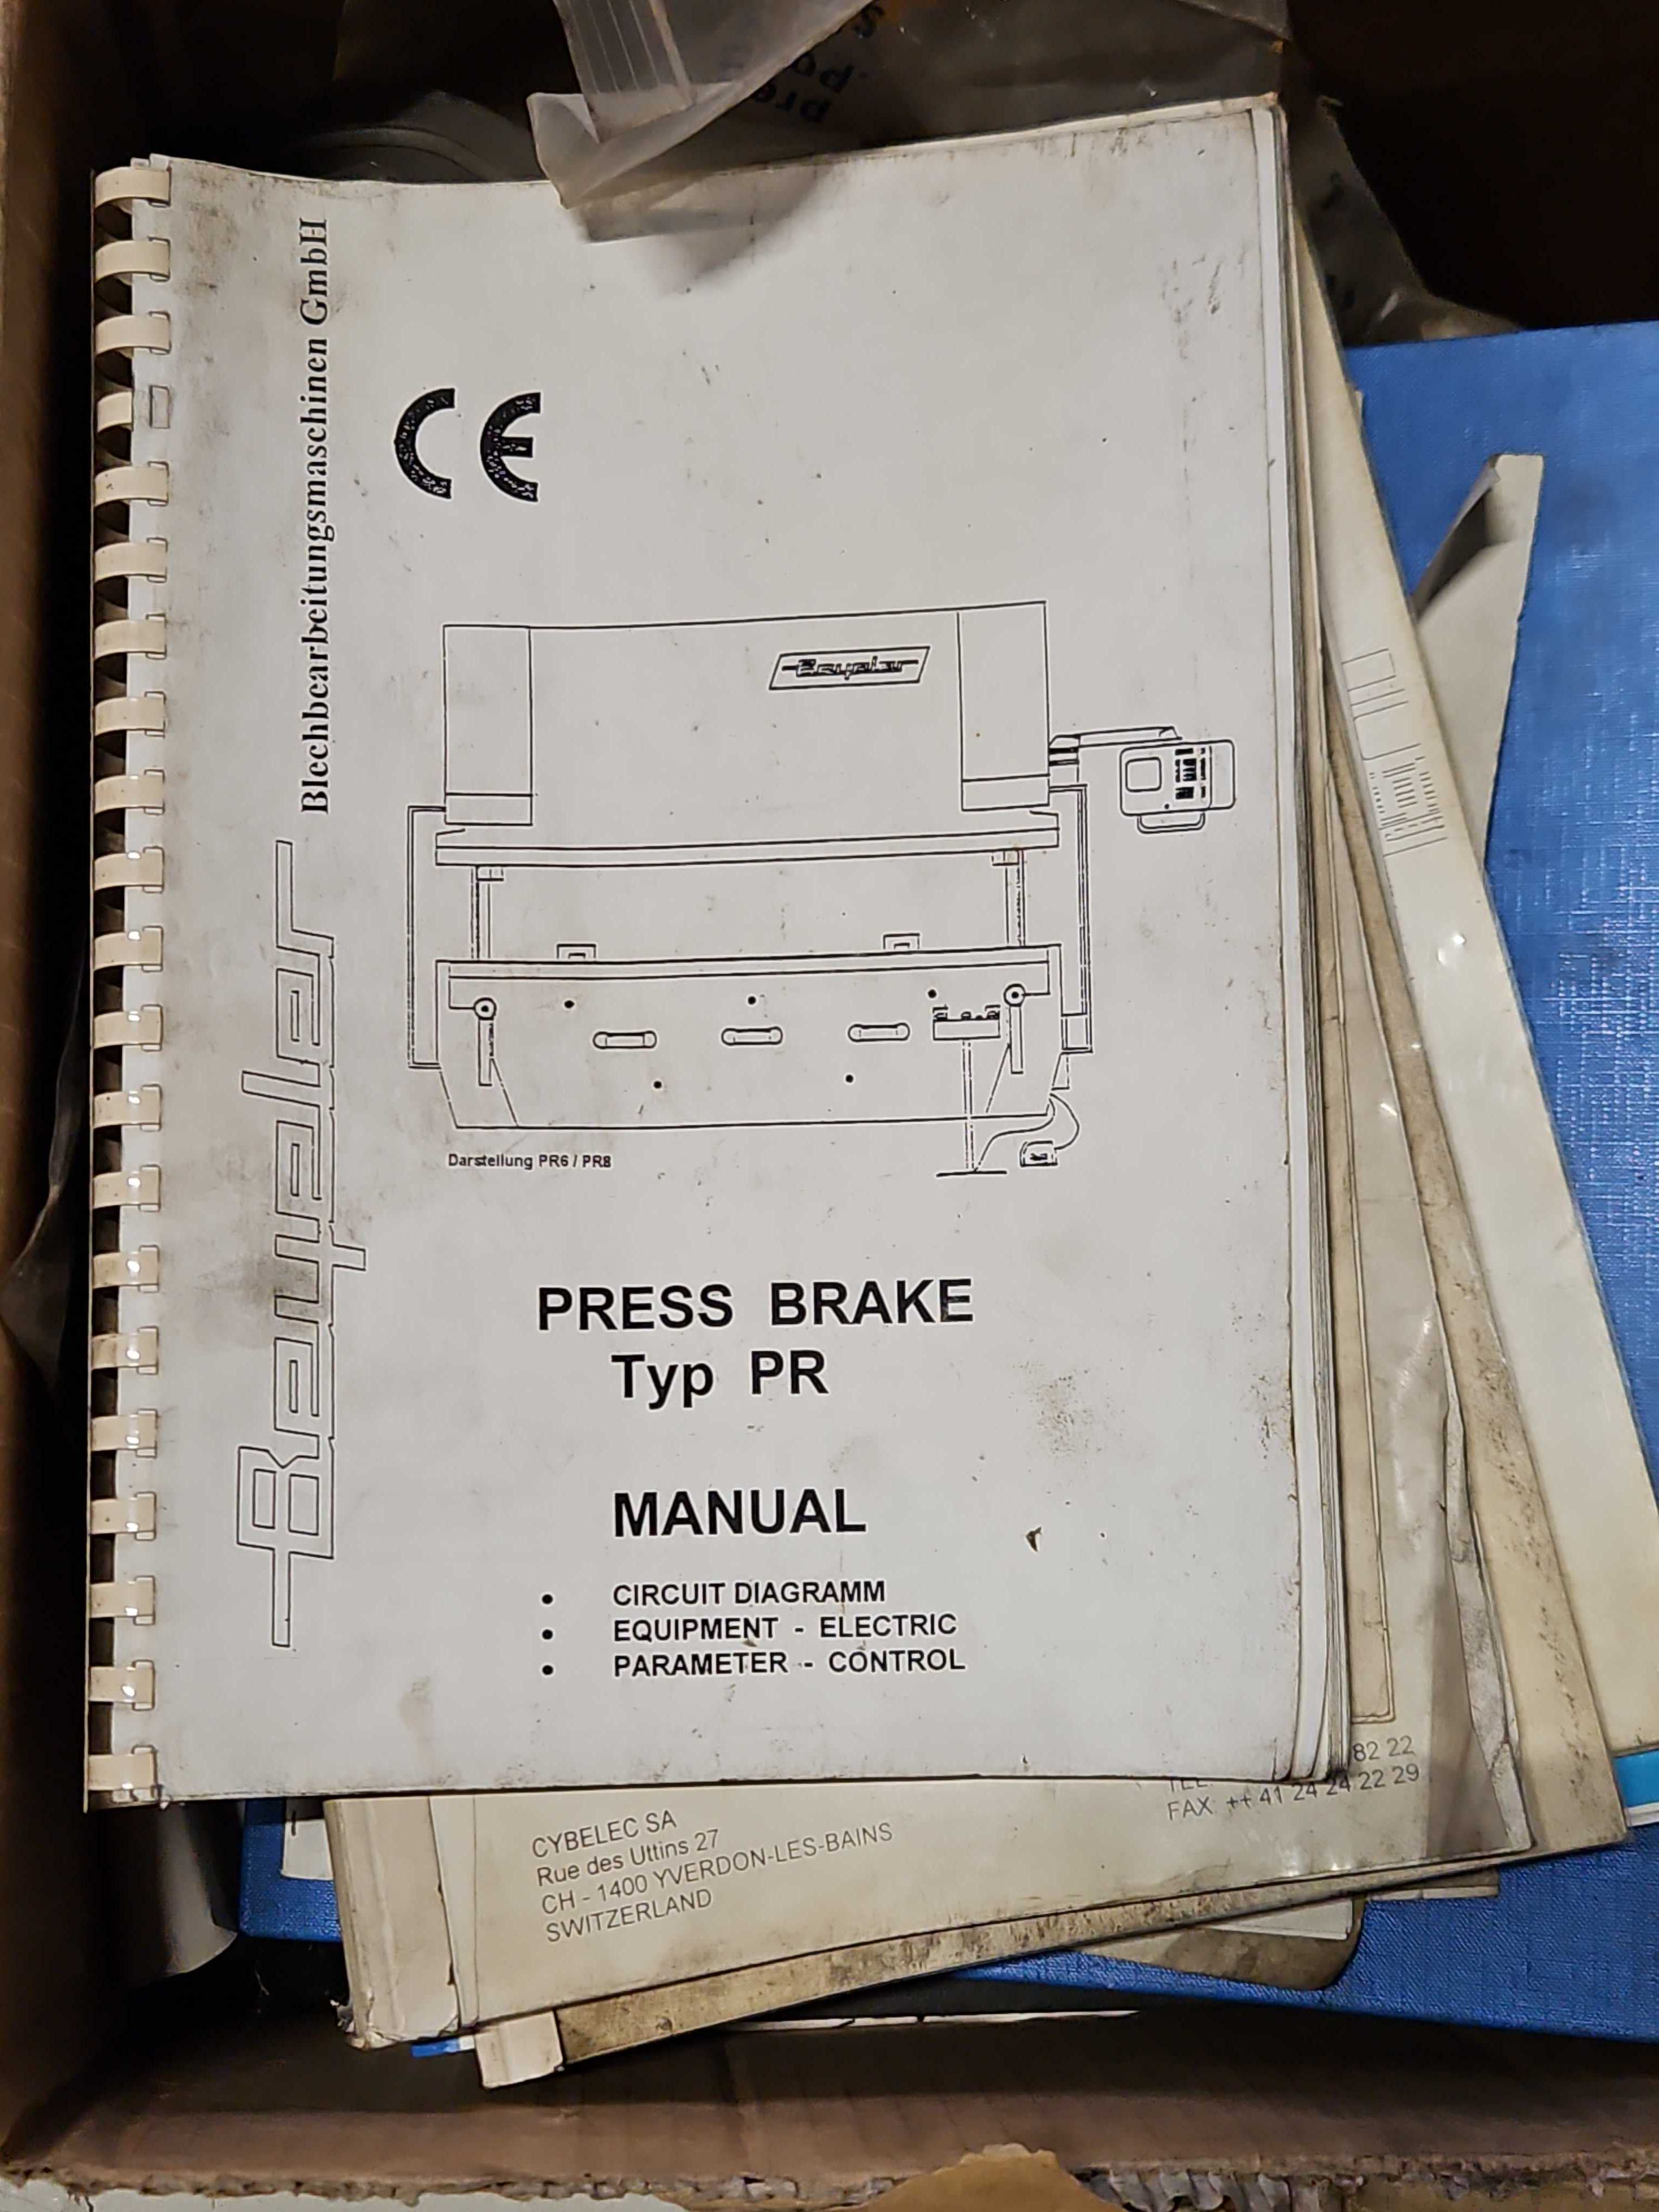 Beyeler Blechbearbeitungsmaschinen GmbH
CE
Beyeler
Darstellung PR6 / PR8
PRESS BRAKE
Typ PR
MANUAL
• CIRCUIT DIAGRAMM
• EQUIPMENT - ELECTRIC
• PARAMETER - CONTROL
CYBELEC SA
Rue des Uttins 27
CH - 1400 YVERDON-LES-BAINS
SWITZERLAND
82 22
FAX ++ 41 24 24 22 29